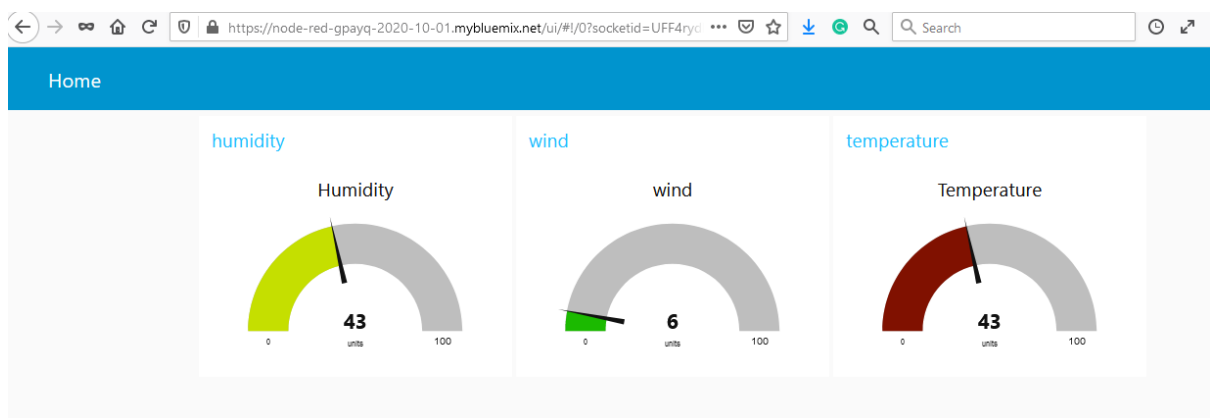 https://node-red-gpayq-2020-10-01.mybluemix.net/ui/#!/0?socketid=UFF4ryd
Search
Home
humidity
wind
temperature
Humidity
wind
Temperature
43
6
43
0
units
100
0
units
100
0
units
100